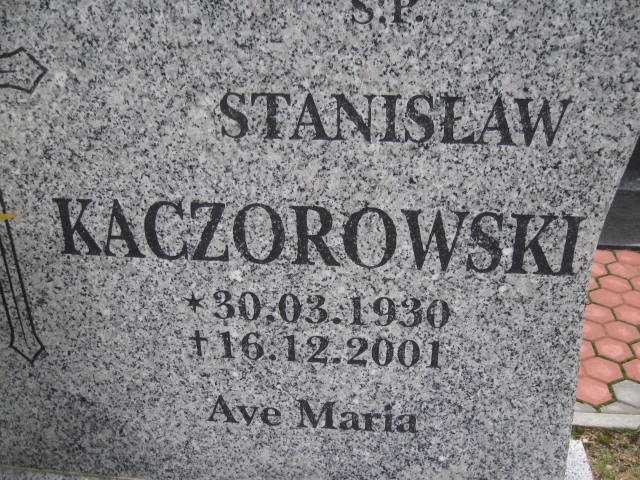 Ś.P.
STANISŁAW
KACZOROWSKI
★30.03.1930
✝16.12.2001
Ave Maria